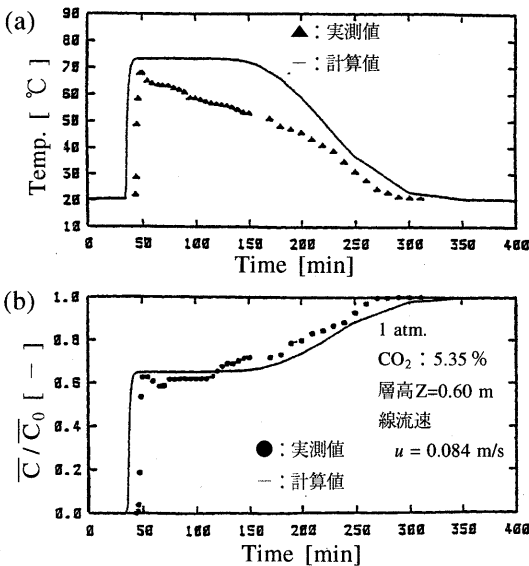 (a)
90
80
70
60
50
40
30
20
10
Temp. [ ℃]
▲：実測値
－：計算値
0 50 100 150 200 250 300 350 400
Time [min]
(b)
1.0
0.8
0.6
0.4
0.2
0.0
C̅/C̅₀ [ － ]
1 atm.
CO₂：5.35 %
層高Z=0.60 m
線流速
u = 0.084 m/s
●：実測値
－：計算値
0 50 100 150 200 250 300 350 400
Time [min]